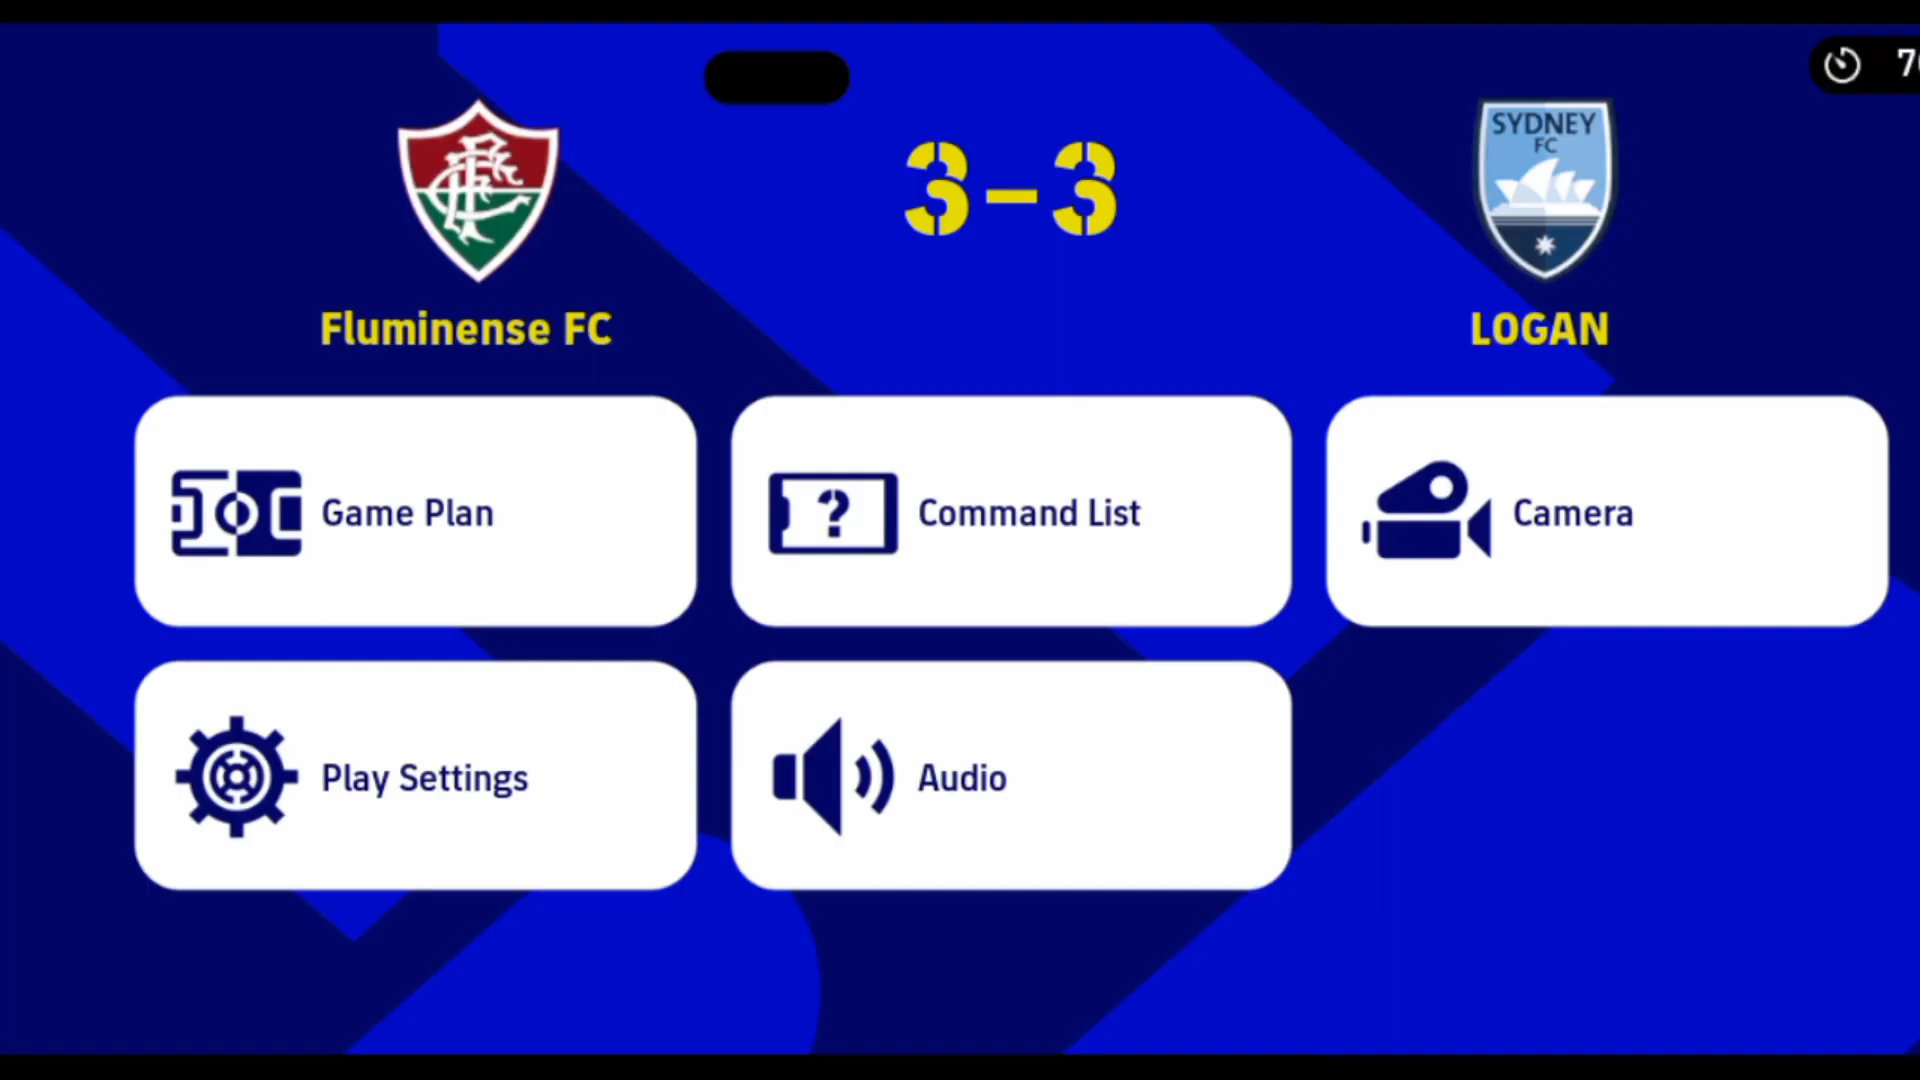 SYDNEY
FC
3-3
Fluminense FC
LOGAN
Game Plan
Command List
?
Camera
Play Settings
Audio